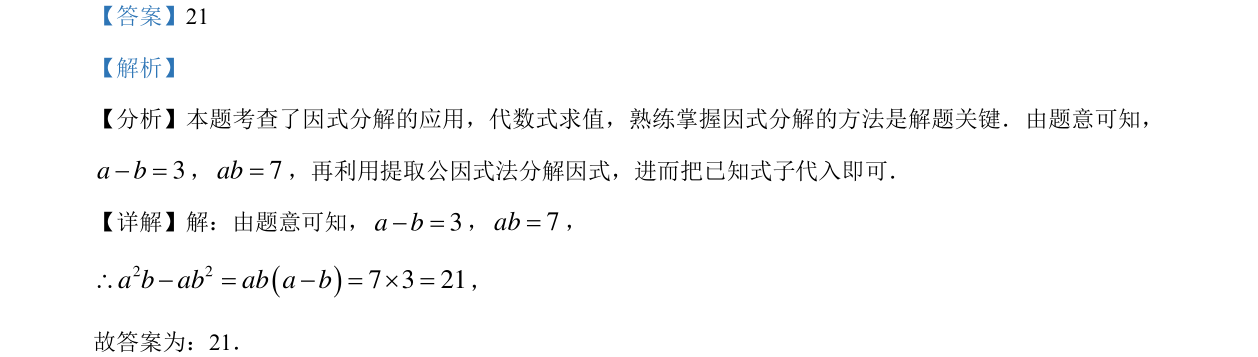 【答案】21
【解析】
【分析】本题考查了因式分解的应用，代数式求值，熟练掌握因式分解的方法是解题关键．由题意可知，
a−b=3，ab=7，再利用提取公因式法分解因式，进而把已知式子代入即可．
【详解】解：由题意可知，a−b=3，ab=7，
∴a²b−ab²=ab(a−b)=7×3=21，
故答案为：21．